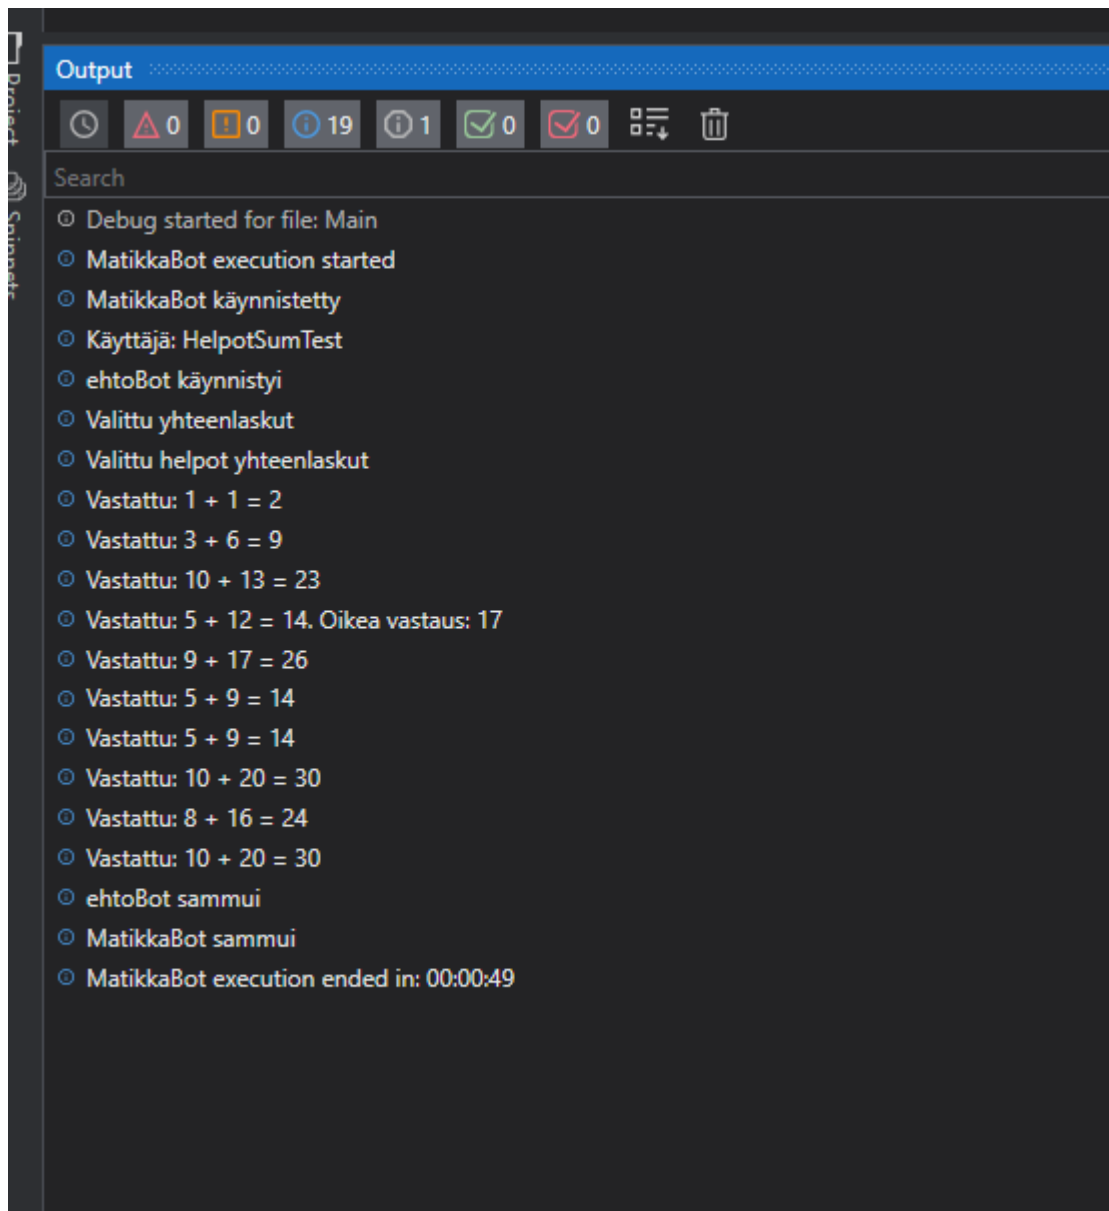 Output
0 0 19 1 0 0
Project
Search
Snippets
Debug started for file: Main
MatikkaBot execution started
MatikkaBot käynnistetty
Käyttäjä: HelpotSumTest
ehtoBot käynnistyi
Valittu yhteenlaskut
Valittu helpot yhteenlaskut
Vastattu: 1 + 1 = 2
Vastattu: 3 + 6 = 9
Vastattu: 10 + 13 = 23
Vastattu: 5 + 12 = 14. Oikea vastaus: 17
Vastattu: 9 + 17 = 26
Vastattu: 5 + 9 = 14
Vastattu: 5 + 9 = 14
Vastattu: 10 + 20 = 30
Vastattu: 8 + 16 = 24
Vastattu: 10 + 20 = 30
ehtoBot sammui
MatikkaBot sammui
MatikkaBot execution ended in: 00:00:49